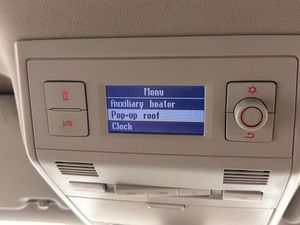 Menu
Auxiliary heater
Pop-up roof
Clock
I/O